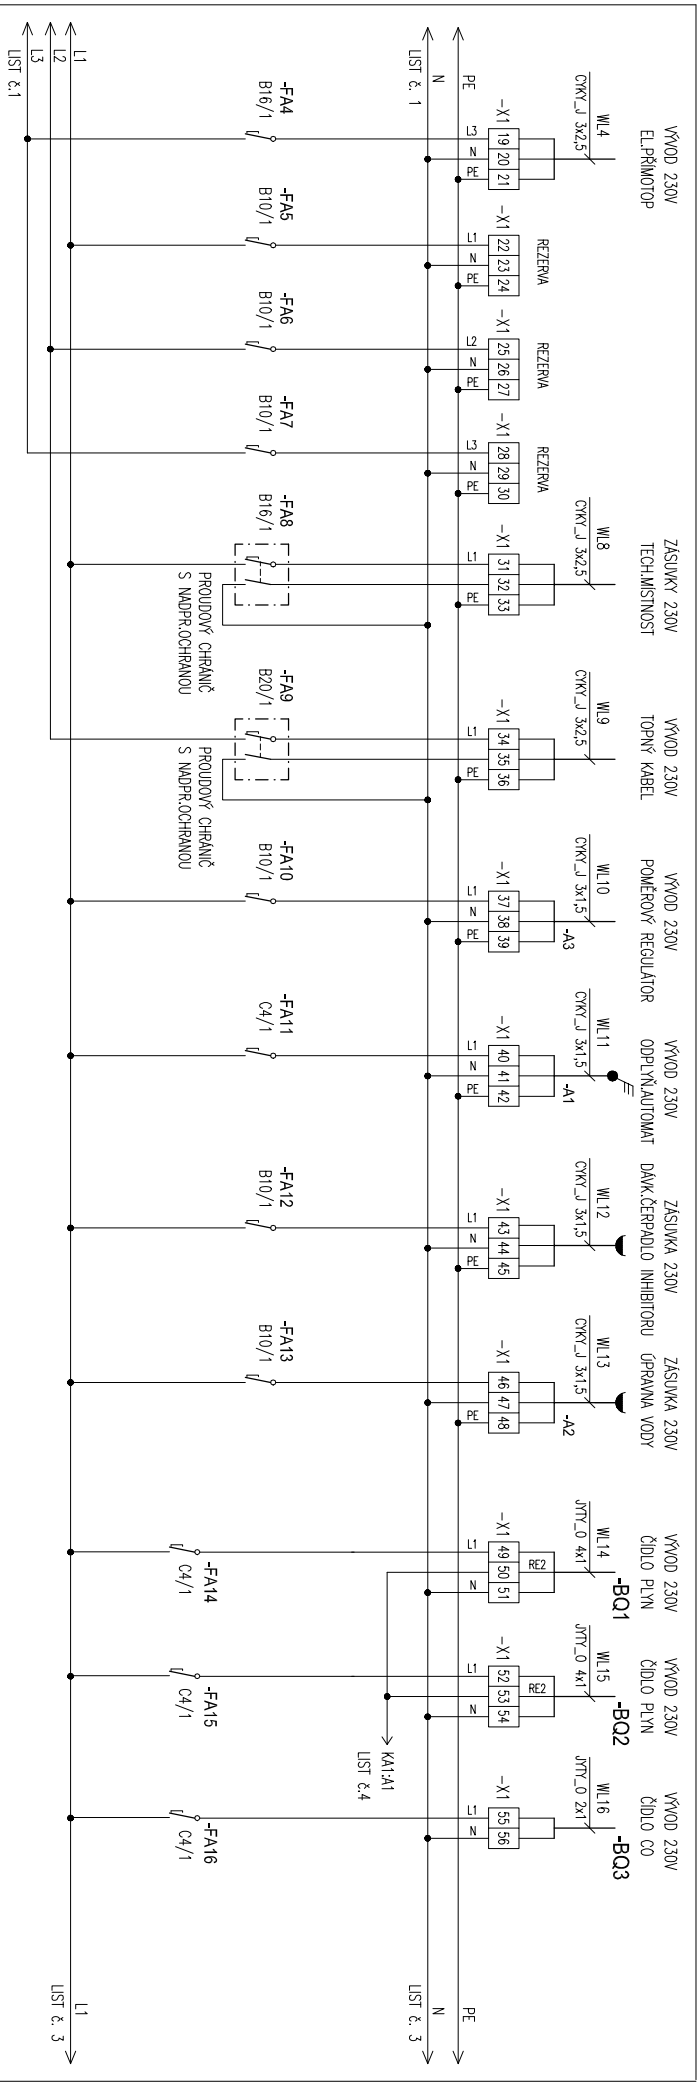 L1
L2
L3
LIST č.1
PE
N
LIST č. 1
VÝVOD 230V
EL.PŘÍMOTOP
WL4
CYKY_J 3x2,5
-X1
19 20 21
L3 N PE
-FA4
B16/1
REZERVA
-X1
22 23 24
L1 N PE
-FA5
B10/1
REZERVA
-X1
25 26 27
L2 N PE
-FA6
B10/1
REZERVA
-X1
28 29 30
L3 N PE
-FA7
B10/1
ZÁSUVKY 230V
TECH.MÍSTNOST
WL8
CYKY_J 3x2,5
-X1
31 32 33
L1 PE
-FA8
B16/1
PROUDOVÝ CHRÁNIČ
S NADPR.OCHRANOU
VÝVOD 230V
TOPNÝ KABEL
WL9
CYKY_J 3x2,5
-X1
34 35 36
L1 PE
-FA9
B20/1
PROUDOVÝ CHRÁNIČ
S NADPR.OCHRANOU
VÝVOD 230V
POMĚROVÝ REGULÁTOR
WL10
CYKY_J 3x1,5
-A3
-X1
37 38 39
L1 N PE
-FA10
B10/1
VÝVOD 230V
ODPLYŇ.AUTOMAT
WL11
CYKY_J 3x1,5
-A1
-X1
40 41 42
L1 N PE
-FA11
C4/1
ZÁSUVKA 230V
DÁVK.ČERPADLO INHIBITORU
WL12
CYKY_J 3x1,5
-X1
43 44 45
L1 N PE
-FA12
B10/1
ZÁSUVKA 230V
ÚPRAVNA VODY
WL13
CYKY_J 3x1,5
-A2
-X1
46 47 48
PE
-FA13
B10/1
VÝVOD 230V
ČIDLO PLYN
-BQ1
WL14
JYTY_O 4x1
RE2
-X1
49 50 51
L1 N
-FA14
C4/1
VÝVOD 230V
ČIDLO PLYN
-BQ2
WL15
JYTY_O 4x1
RE2
-X1
52 53 54
L1 N
KA1:A1
LIST č.4
-FA15
C4/1
VÝVOD 230V
ČIDLO CO
-BQ3
WL16
JYTY_O 2x1
-X1
55 56
L1 N
-FA16
C4/1
PE
N
LIST č. 3
L1
LIST č. 3